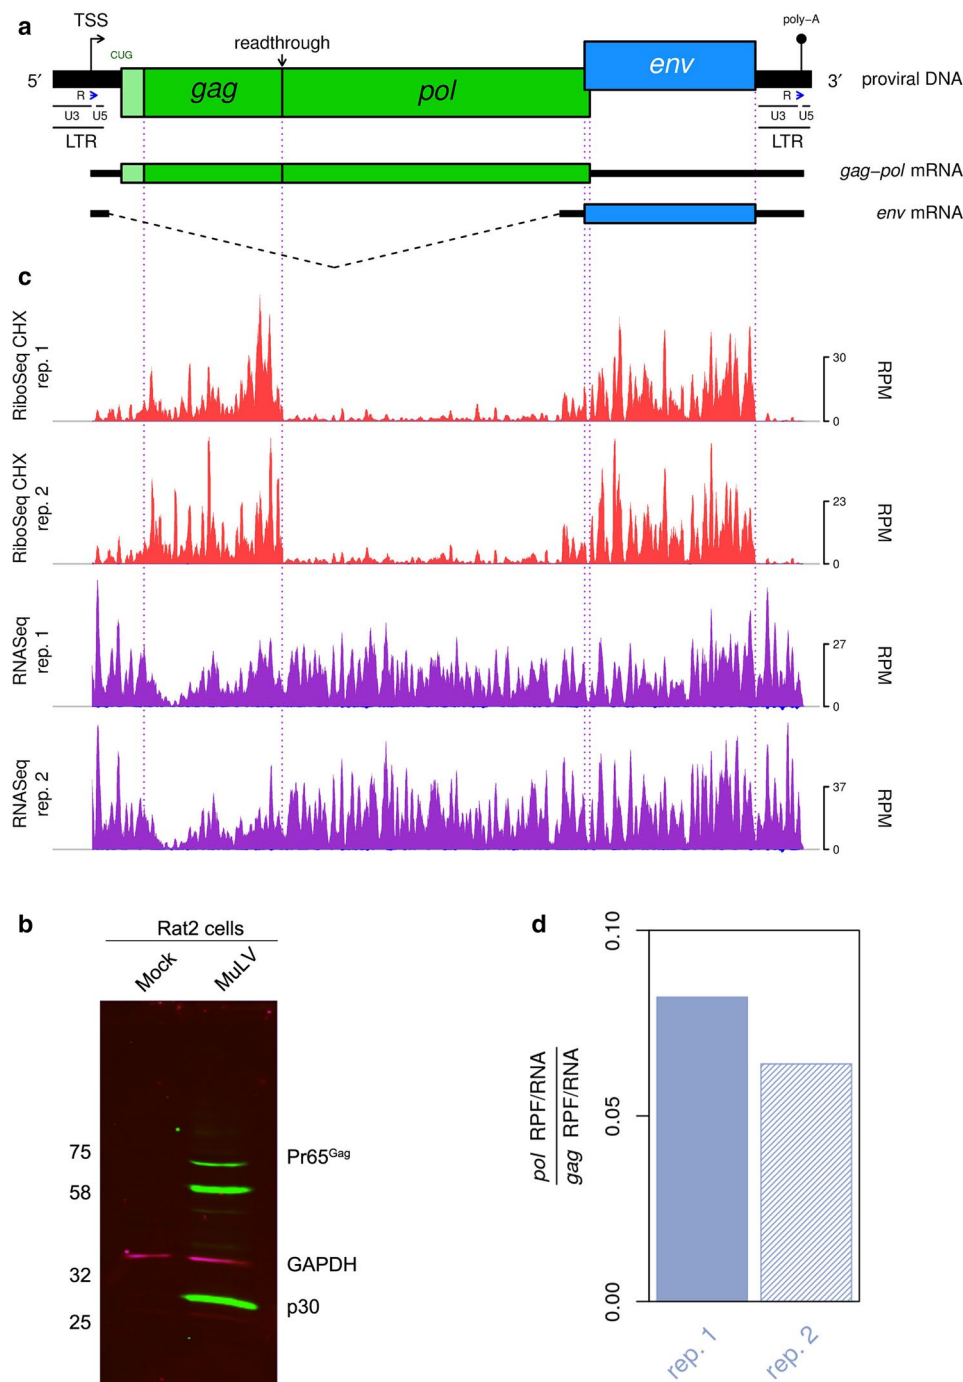 a
TSS
poly-A
CUG
readthrough
5′
gag
pol
env
3′
proviral DNA
R
R
U3
U5
U3
U5
LTR
LTR
gag-pol mRNA
env mRNA
c
RiboSeq CHX
rep. 1
30
0
RPM
RiboSeq CHX
rep. 2
23
0
RPM
RNASeq
rep. 1
27
0
RPM
RNASeq
rep. 2
37
0
RPM
b
Rat2 cells
Mock
MuLV
75
58
32
25
Pr65Gag
GAPDH
p30
d
pol RPF/RNA
gag RPF/RNA
0.10
0.05
0.00
rep. 1
rep. 2